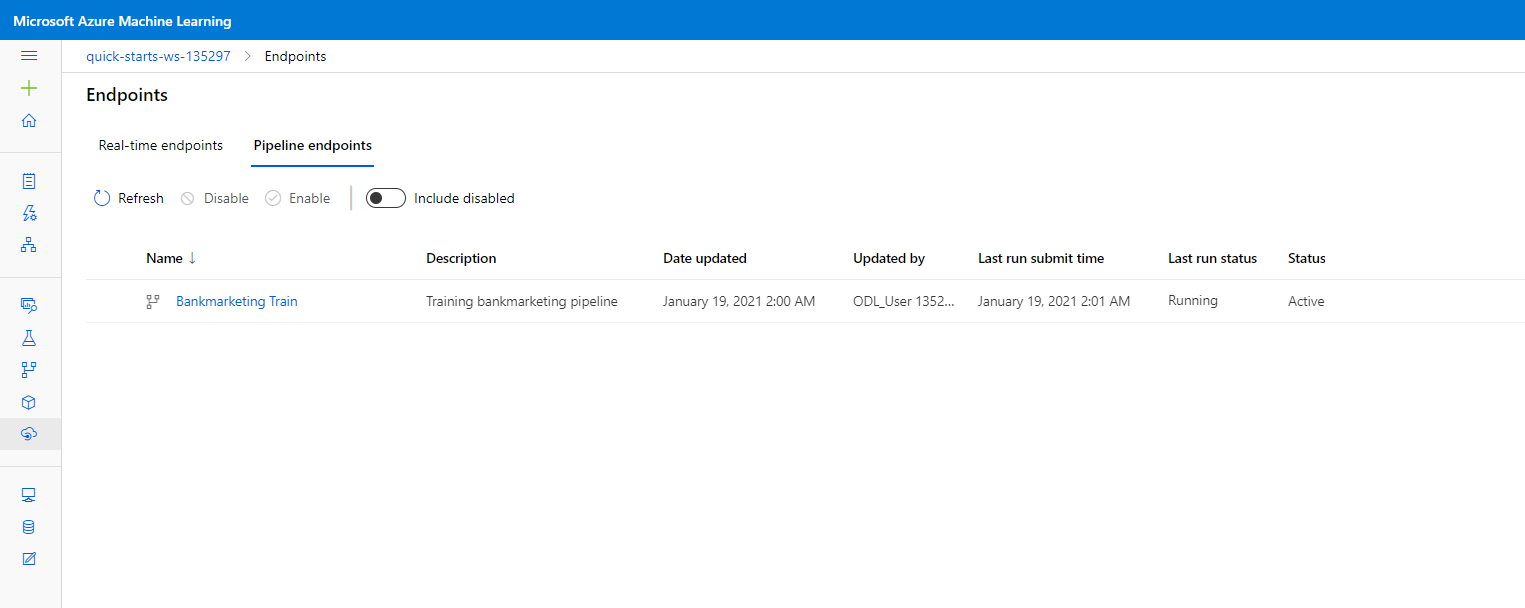 Microsoft Azure Machine Learning
quick-starts-ws-135297 > Endpoints
Endpoints
Real-time endpoints Pipeline endpoints
Refresh Disable Enable Include disabled
Name ↓ Description Date updated Updated by Last run submit time Last run status Status
Bankmarketing Train Training bankmarketing pipeline January 19, 2021 2:00 AM ODL_User 1352... January 19, 2021 2:01 AM Running Active